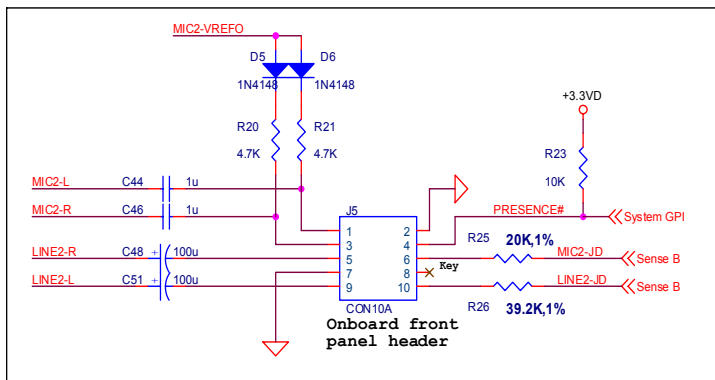 MIC2-VREFO
D5 D6
1N4148 1N4148
+3.3VD
R20 R21
4.7K 4.7K
R23
10K
MIC2-L C44 1u
MIC2-R C46 1u
J5
PRESENCE# System GPI
1 2
3 4
R25 20K,1%
LINE2-R C48 + 100u 5 6 MIC2-JD Sense B
7 8 Key
LINE2-L C51 + 100u 9 10 LINE2-JD Sense B
CON10A R26 39.2K,1%
Onboard front
panel header